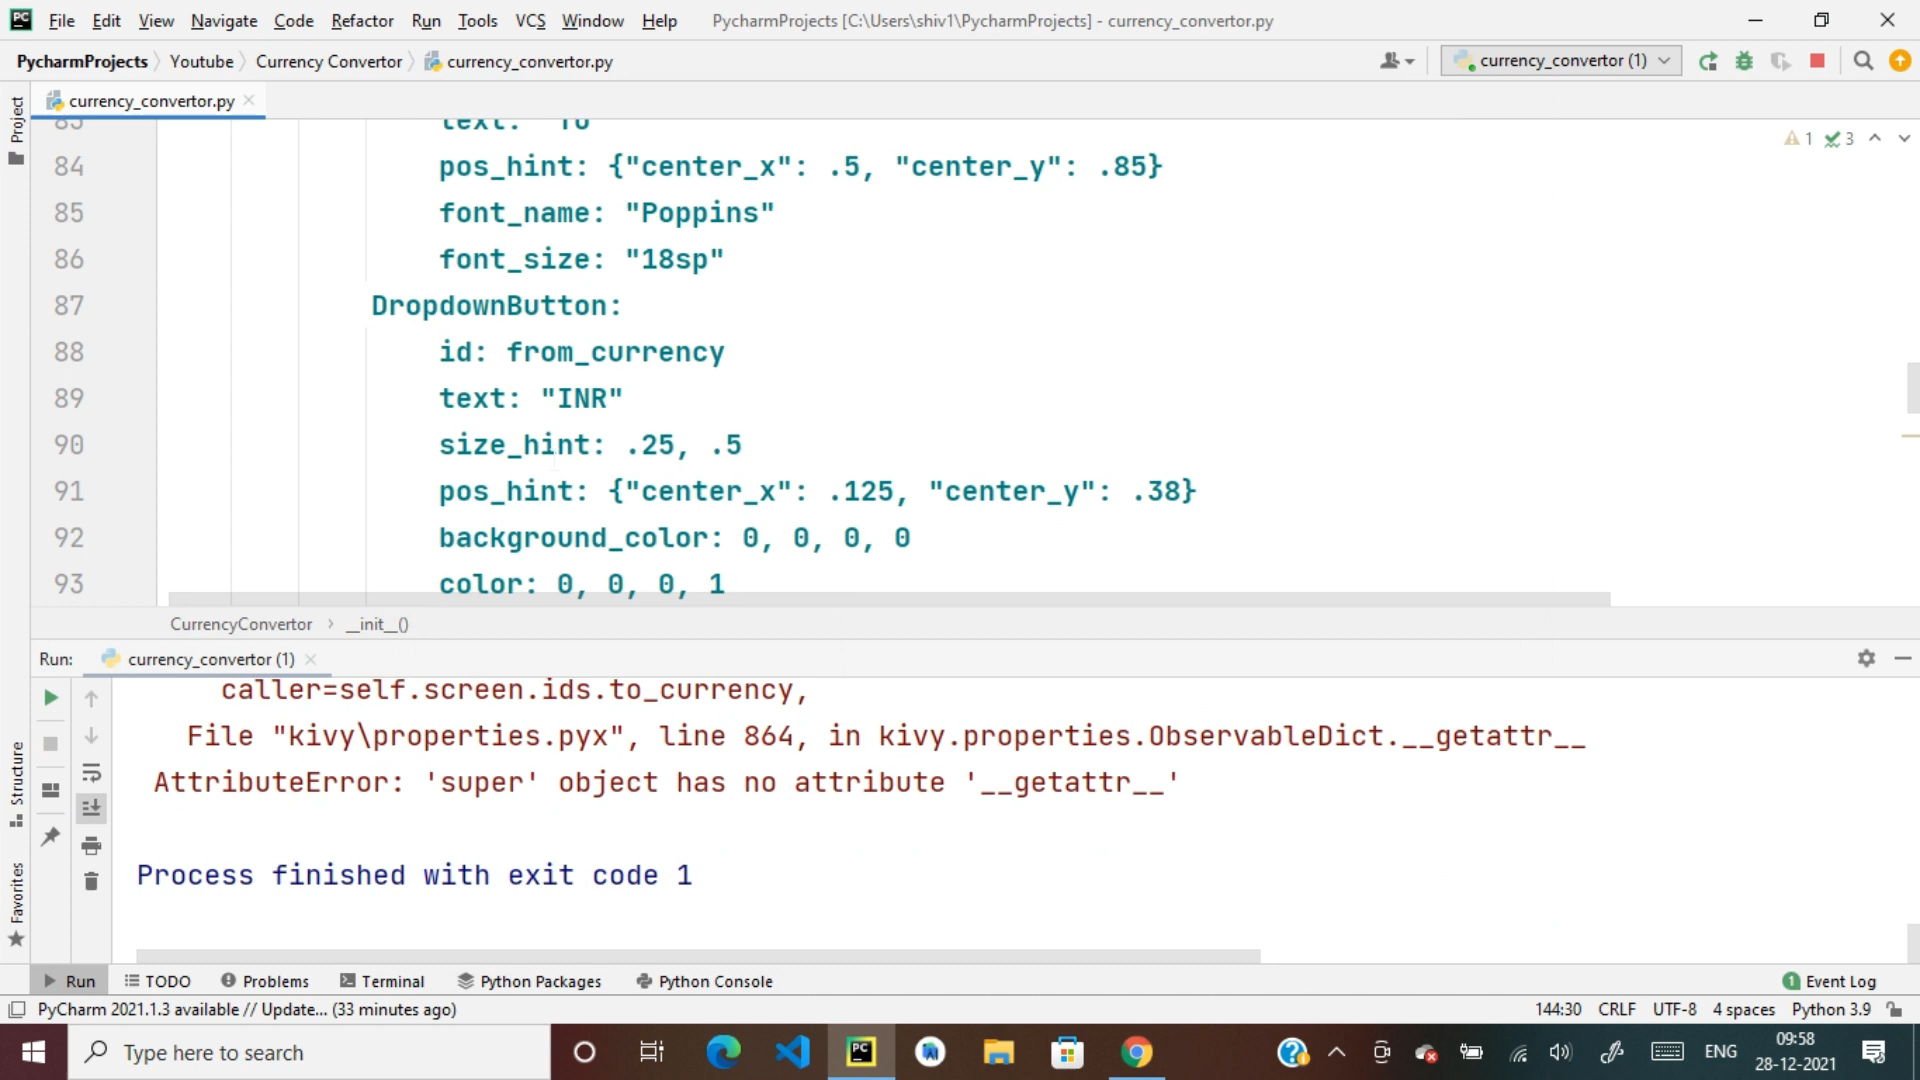 PC File Edit View Navigate Code Refactor Run Tools VCS Window Help PycharmProjects [C:\Users\shiv1\PycharmProjects] - currency_convertor.py
PycharmProjects Youtube Currency Convertor currency_convertor.py currency_convertor (1)
currency_convertor.py
Project
83 text: "To"
1 3
84 pos_hint: {"center_x": .5, "center_y": .85}
85 font_name: "Poppins"
86 font_size: "18sp"
87 DropdownButton:
88 id: from_currency
89 text: "INR"
90 size_hint: .25, .5
91 pos_hint: {"center_x": .125, "center_y": .38}
92 background_color: 0, 0, 0, 0
93 color: 0, 0, 0, 1
CurrencyConvertor __init__()
Run: currency_convertor (1)
caller=self.screen.ids.to_currency,
File "kivy\properties.pyx", line 864, in kivy.properties.ObservableDict.__getattr__
AttributeError: 'super' object has no attribute '__getattr__'
Process finished with exit code 1
Structure
Favorites
Run TODO Problems Terminal Python Packages Python Console 1 Event Log
PyCharm 2021.1.3 available // Update... (33 minutes ago) 144:30 CRLF UTF-8 4 spaces Python 3.9
Type here to search PC ENG 09:58
28-12-2021